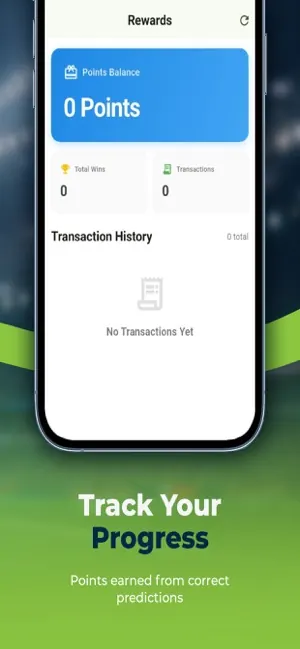 Rewards
Points Balance
0 Points
Total Wins
0
Transactions
0
Transaction History
0 total
No Transactions Yet
Track Your
Progress
Points earned from correct
predictions